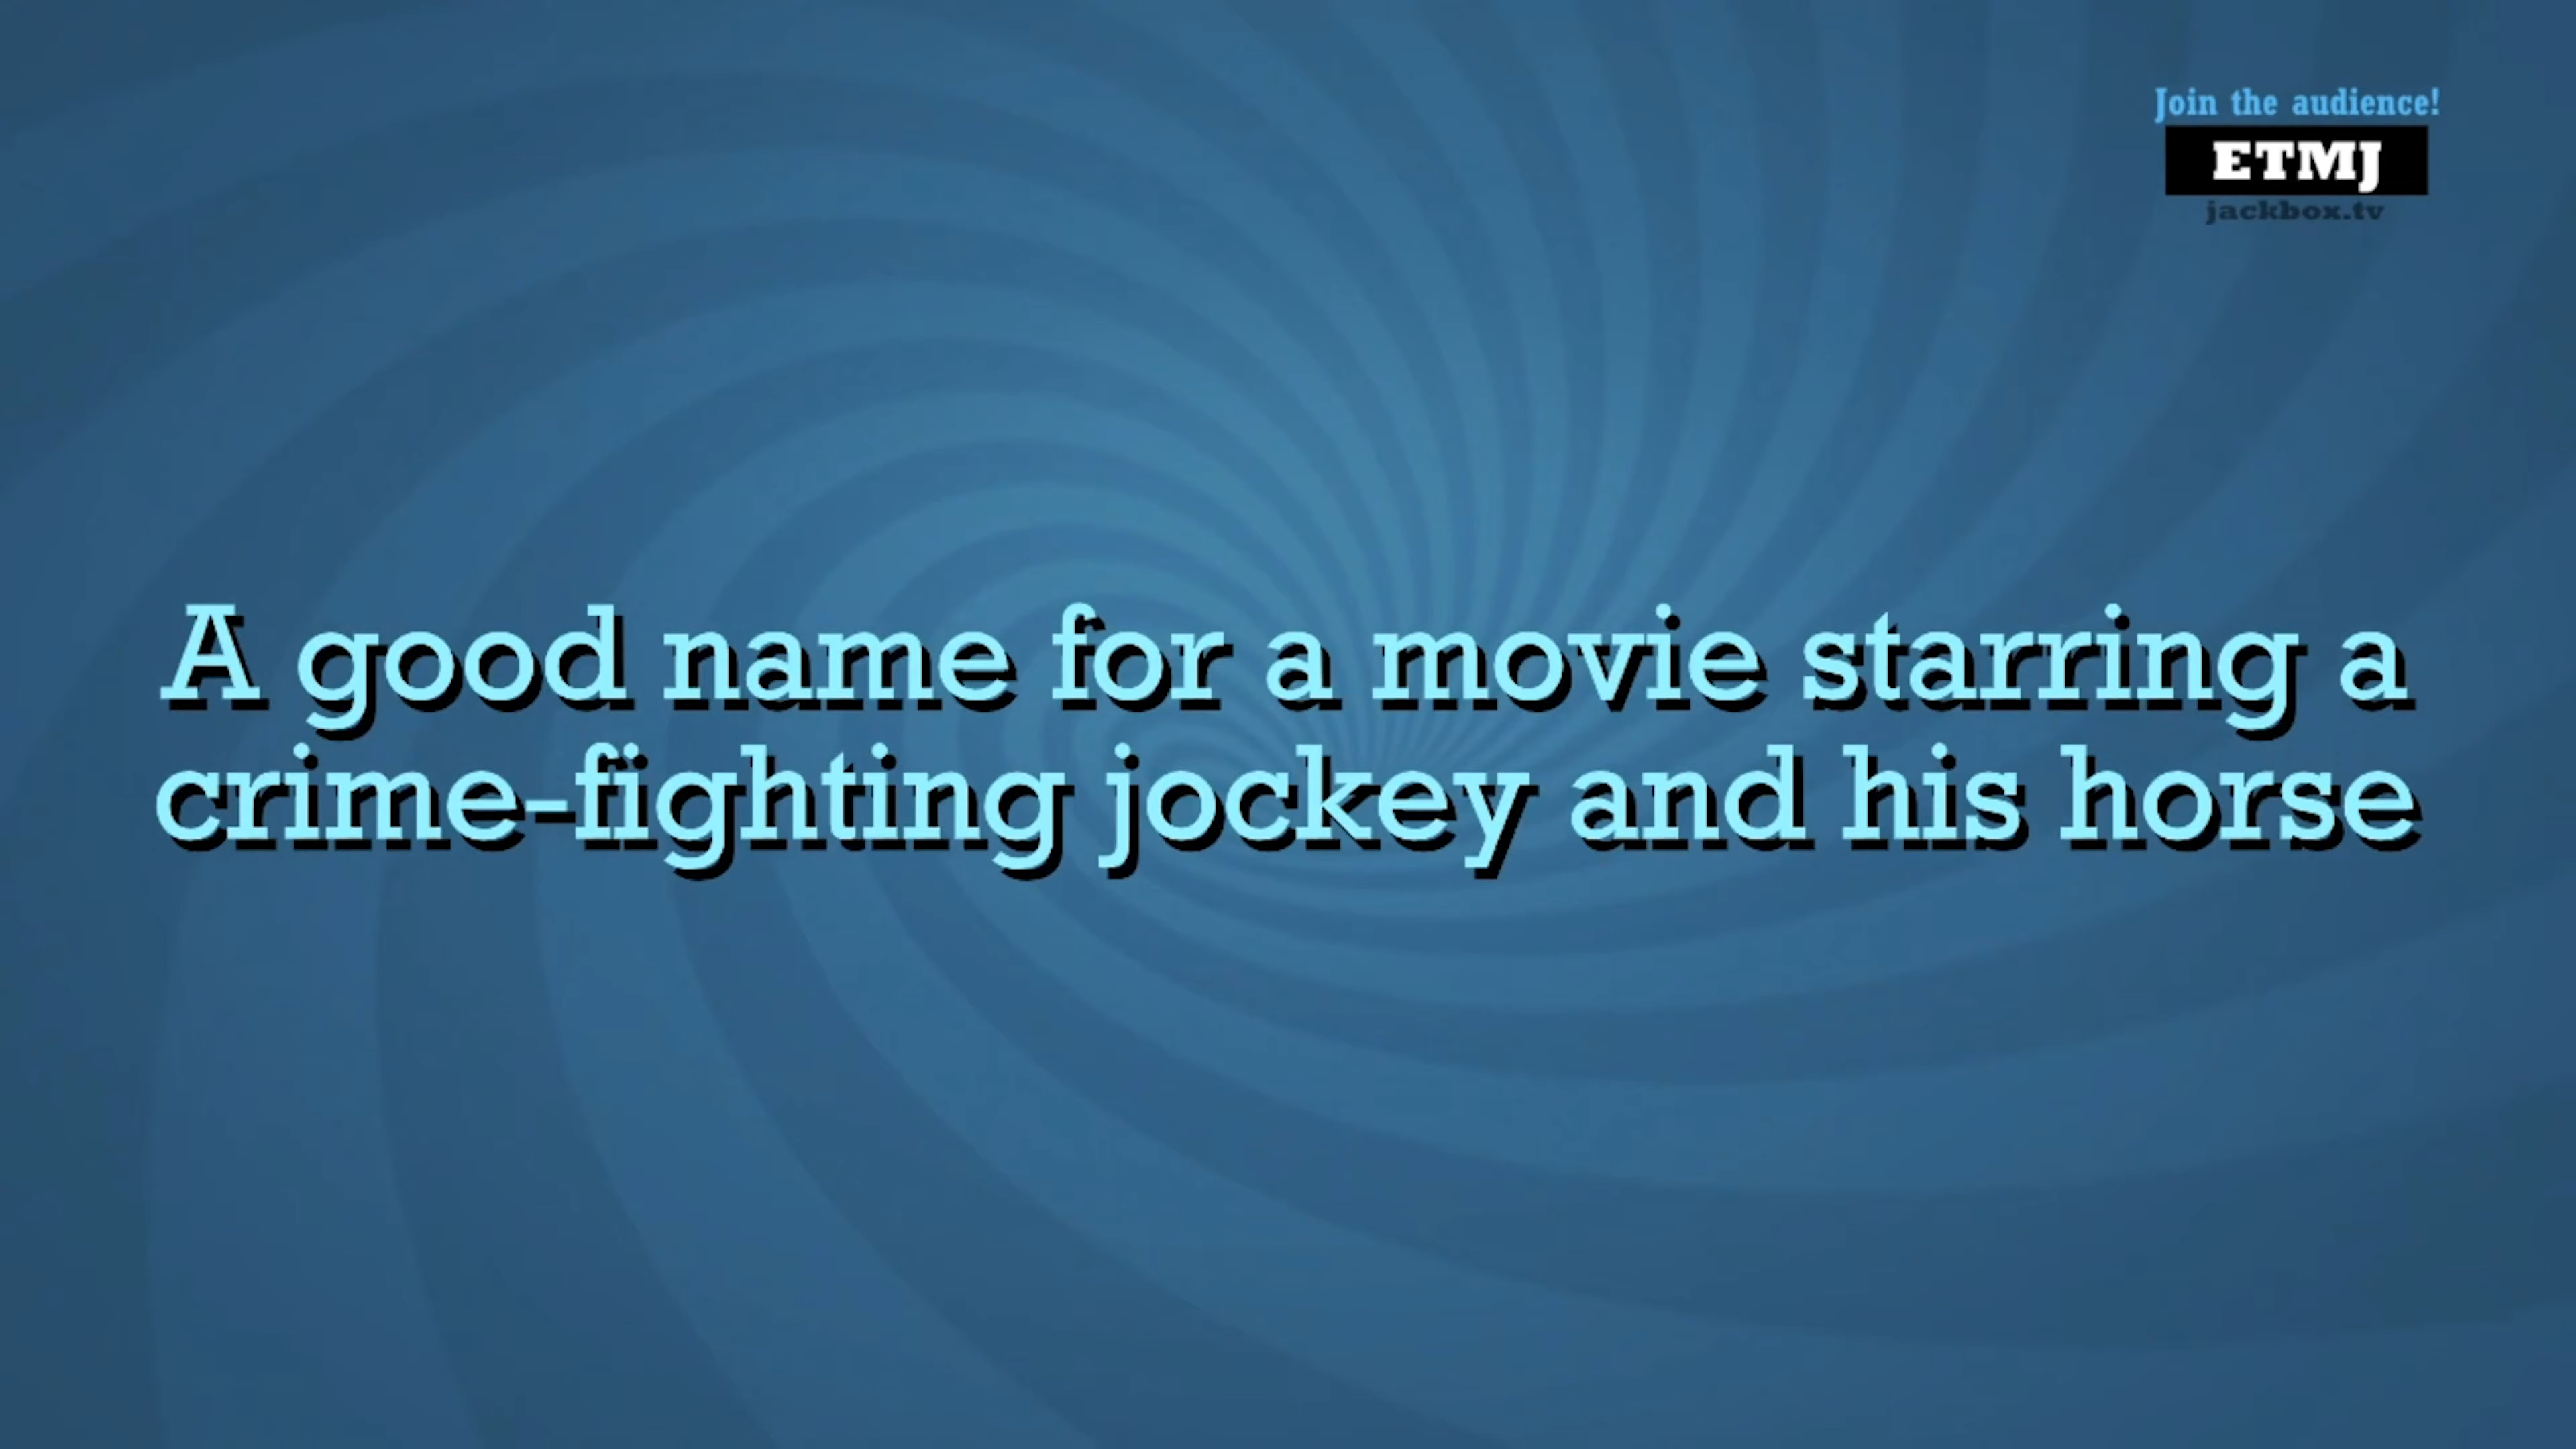 Join the audience!
ETMJ
jackbox.tv
A good name for a movie starring a
crime-fighting jockey and his horse